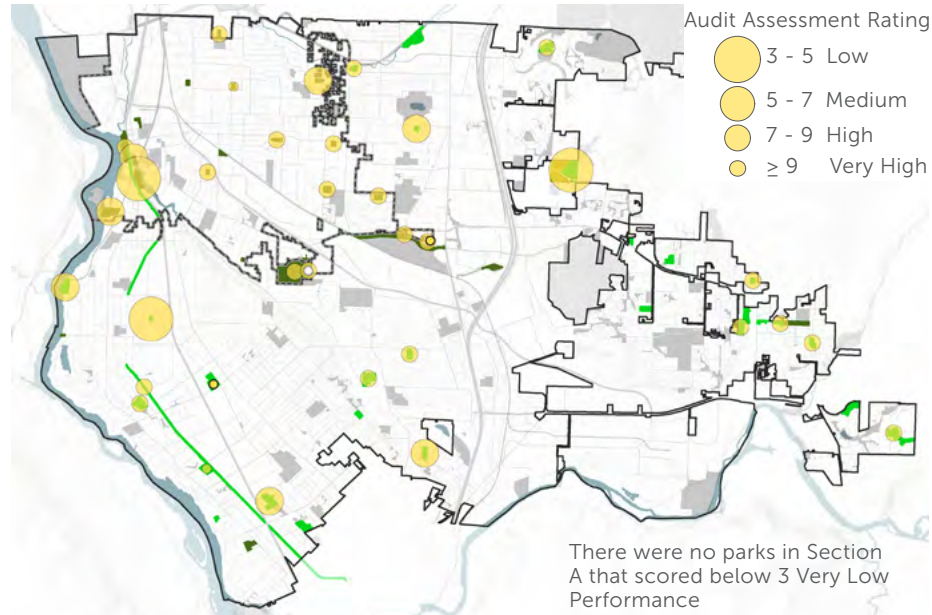 Audit Assessment Rating
3 - 5 Low
5 - 7 Medium
7 - 9 High
≥ 9 Very High
There were no parks in Section
A that scored below 3 Very Low
Performance